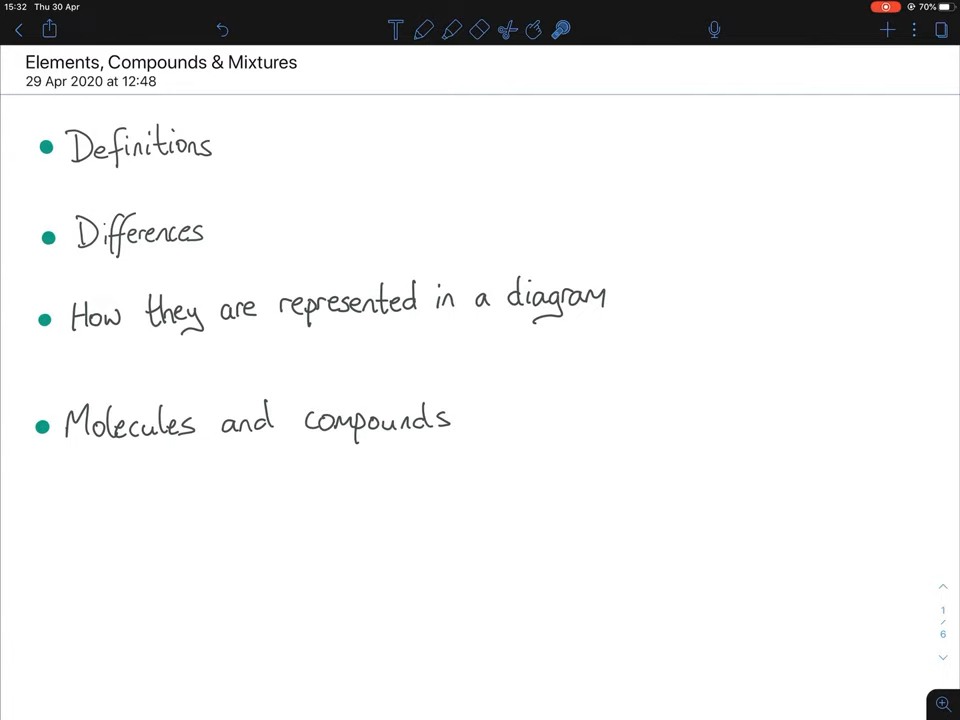 15:32 Thu 30 Apr
70%
Elements, Compounds & Mixtures
29 Apr 2020 at 12:48
Definitions
Differences
How they are represented in a diagram
Molecules and compounds
1
/
6